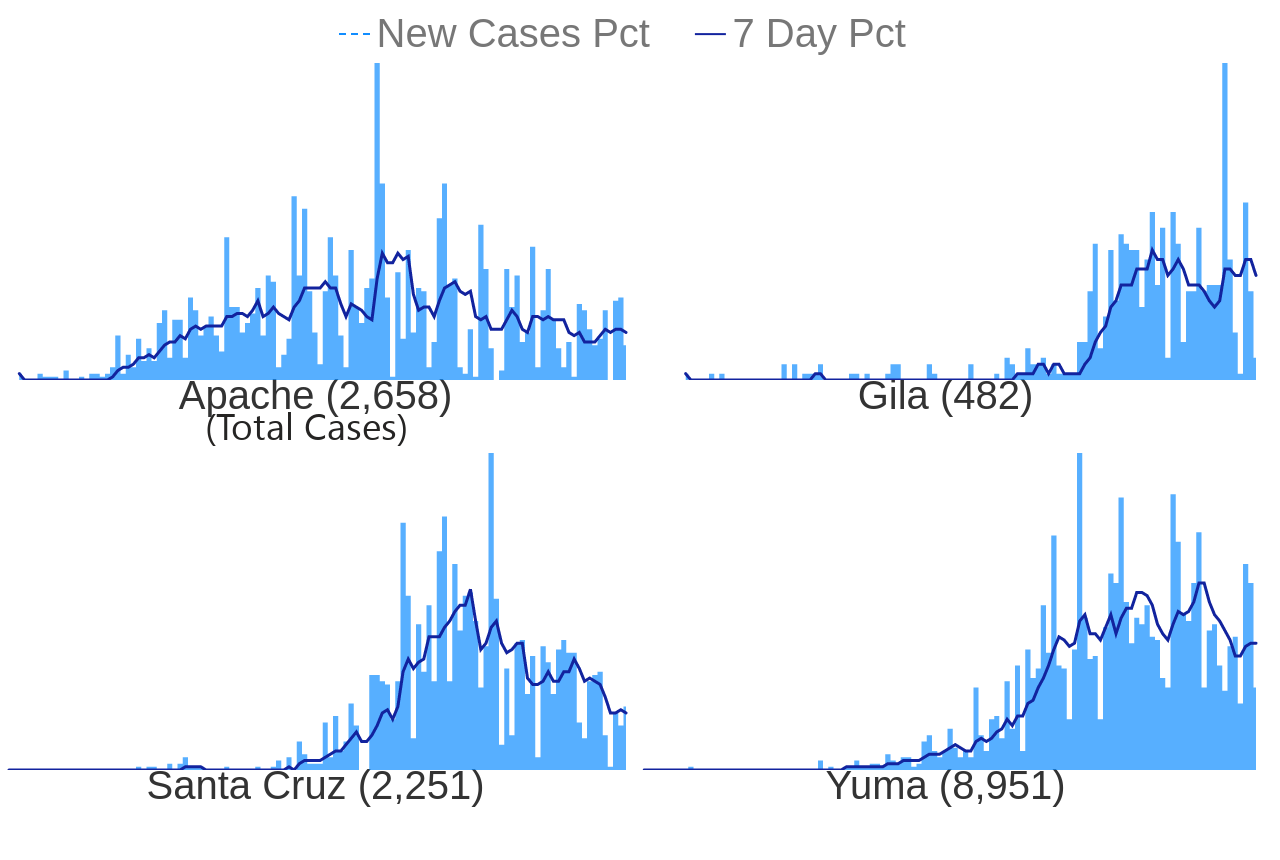 New Cases Pct 7 Day Pct
Apache (2,658) Gila (482)
(Total Cases)
Santa Cruz (2,251) Yuma (8,951)